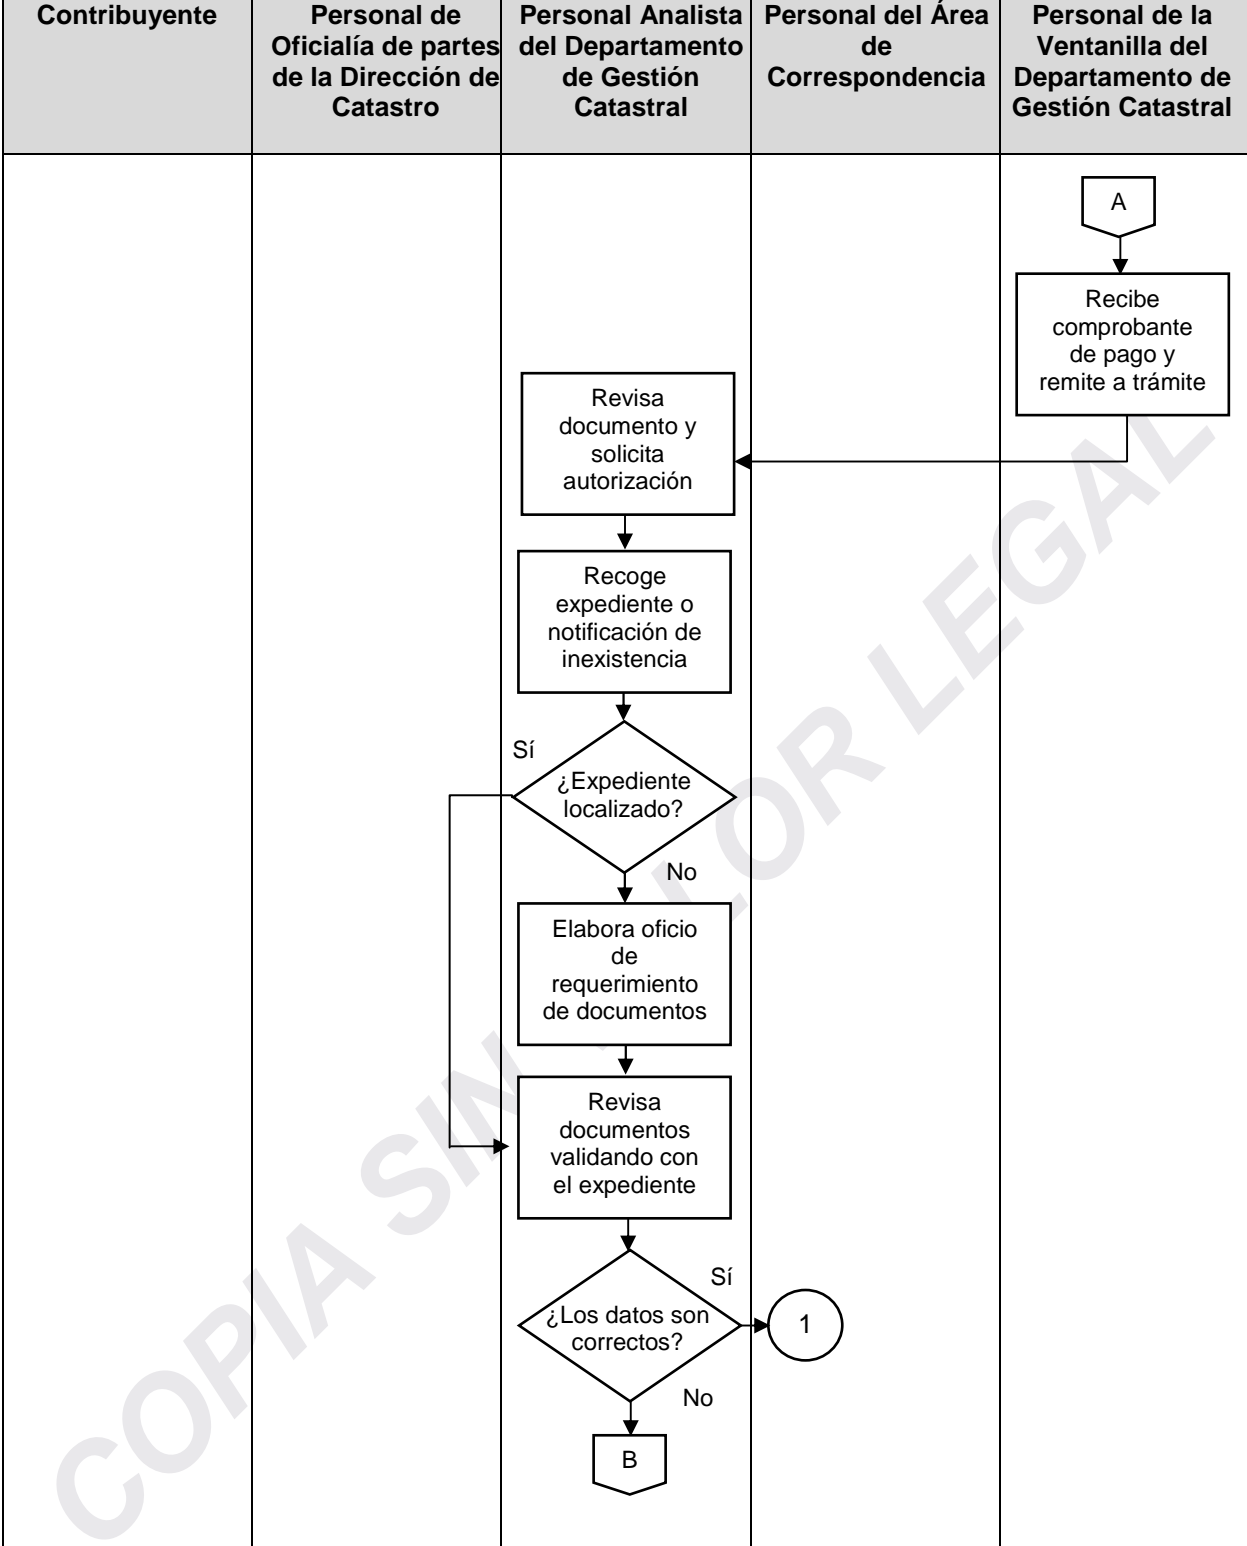 Contribuyente
Personal de
Oficialía de partes
de la Dirección de
Catastro
Personal Analista
del Departamento
de Gestión
Catastral
Personal del Área
de
Correspondencia
Personal de la
Ventanilla del
Departamento de
Gestión Catastral
A
Recibe
comprobante
de pago y
remite a trámite
Revisa
documento y
solicita
autorización
Recoge
expediente o
notificación de
inexistencia
Sí
¿Expediente
localizado?
No
Elabora oficio
de
requerimiento
de documentos
Revisa
documentos
validando con
el expediente
Sí
¿Los datos son
correctos?
1
No
B
COPIA SIN VALOR LEGAL